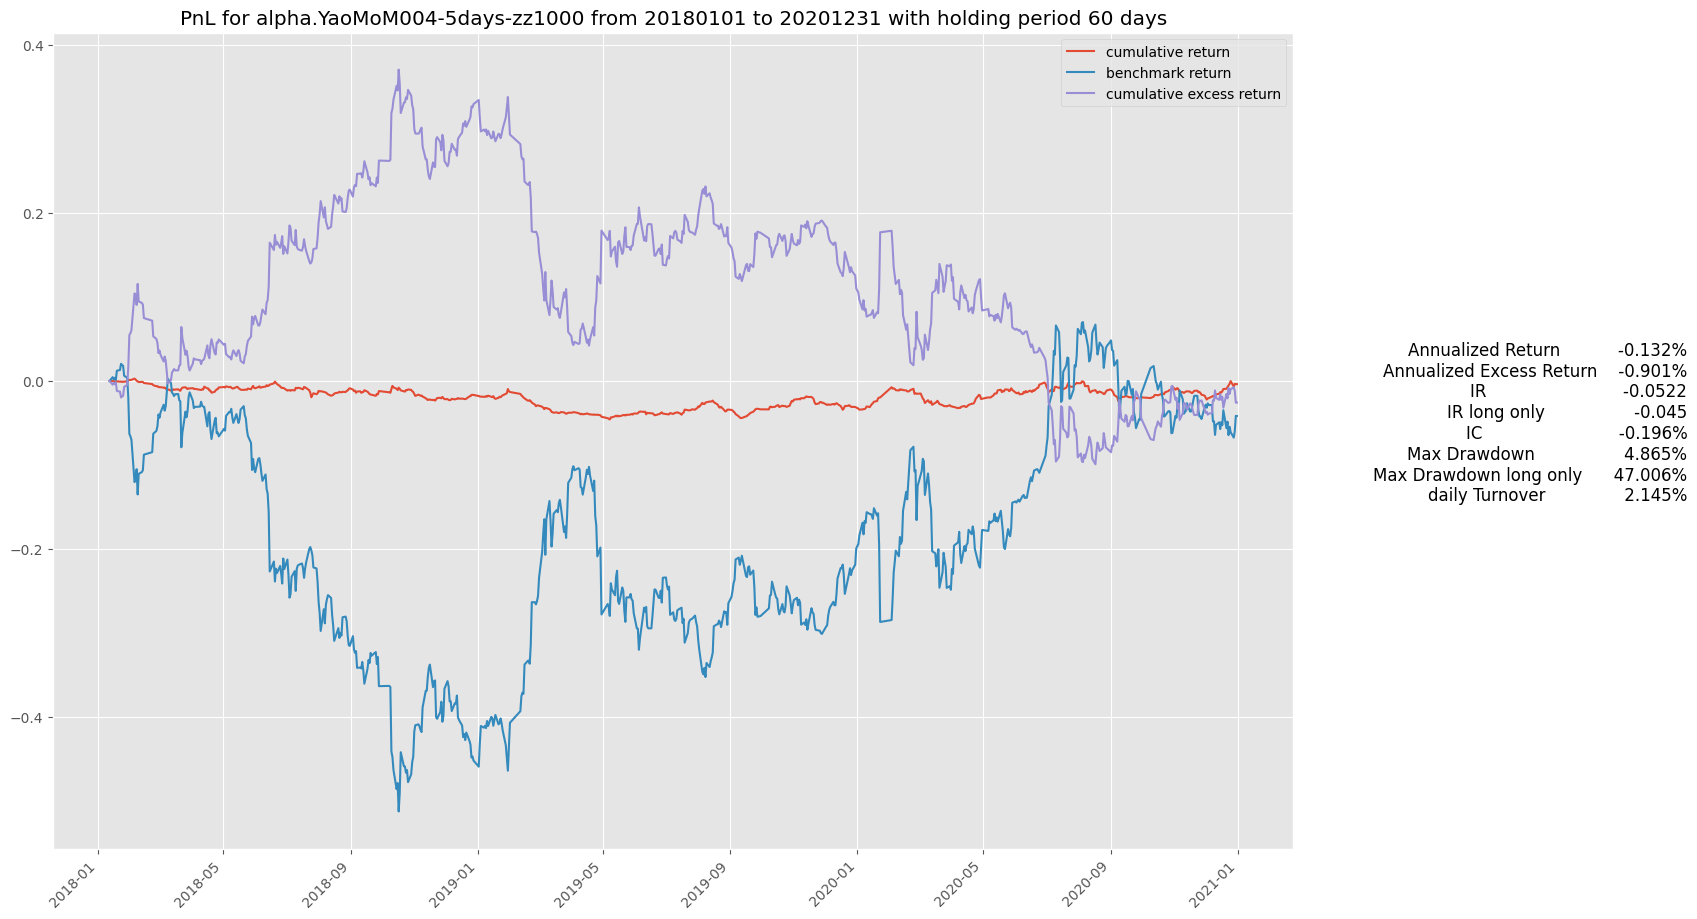 PnL for alpha.YaoMoM004-5days-zz1000 from 20180101 to 20201231 with holding period 60 days
cumulative return
benchmark return
cumulative excess return
0.4
0.2
0.0
−0.2
−0.4
2018-01
2018-05
2018-09
2019-01
2019-05
2019-09
2020-01
2020-05
2020-09
2021-01
Annualized Return -0.132%
Annualized Excess Return -0.901%
IR -0.0522
IR long only -0.045
IC -0.196%
Max Drawdown 4.865%
Max Drawdown long only 47.006%
daily Turnover 2.145%